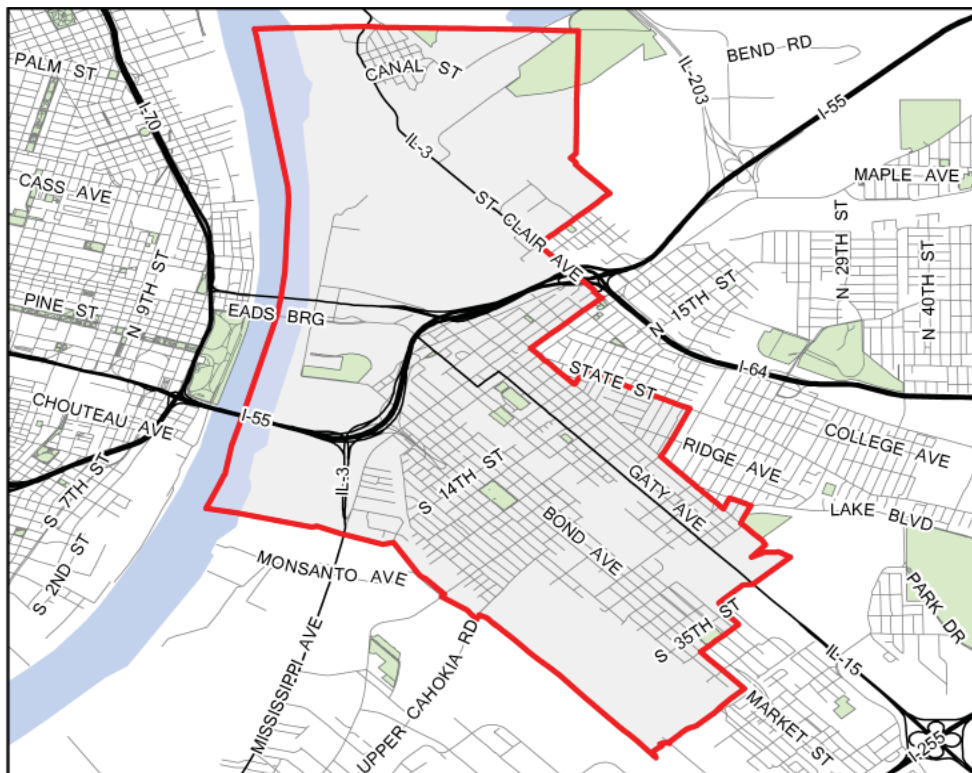 PALM ST
I-70
CANAL ST
IL-203
BEND RD
I-55
IL-3
CASS AVE
MAPLE AVE
ST CLAIR AVE
N 29TH ST
N 40TH ST
N 9TH ST
PINE ST
EADS BRG
N 15TH ST
I-64
STATE ST
CHOUTEAU AVE
I-55
COLLEGE AVE
RIDGE AVE
S 7TH ST
IL-3
S 14TH ST
GATY AVE
LAKE BLVD
BOND AVE
S 2ND ST
MONSANTO AVE
PARK DR
S 35TH ST
IL-15
MISSISSIPPI AVE
UPPER CAHOKIA RD
MARKET ST
I-255